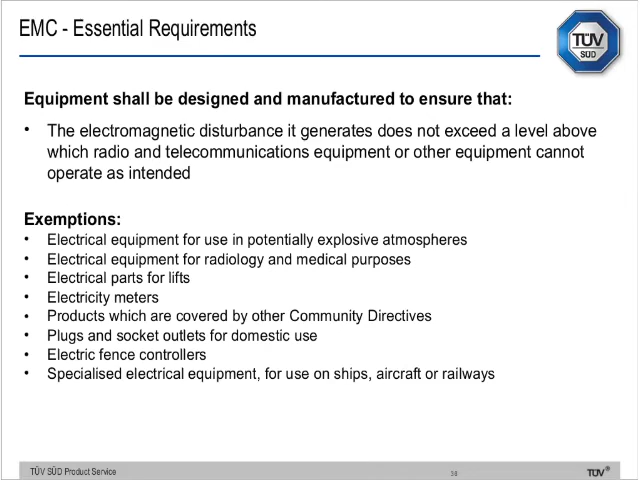 EMC - Essential Requirements
TÜV
SÜD
Equipment shall be designed and manufactured to ensure that:
• The electromagnetic disturbance it generates does not exceed a level above
which radio and telecommunications equipment or other equipment cannot
operate as intended
Exemptions:
• Electrical equipment for use in potentially explosive atmospheres
• Electrical equipment for radiology and medical purposes
• Electrical parts for lifts
• Electricity meters
• Products which are covered by other Community Directives
• Plugs and socket outlets for domestic use
• Electric fence controllers
• Specialised electrical equipment, for use on ships, aircraft or railways
TÜV SÜD Product Service
38
TÜV®